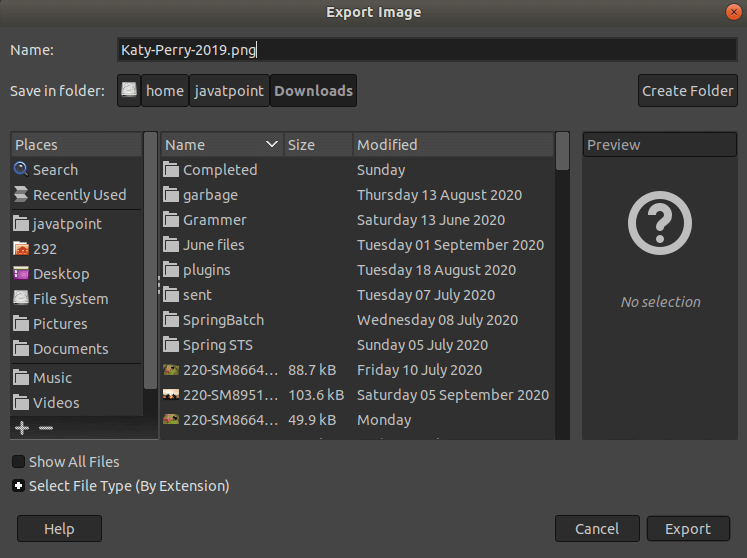 Export Image
Name: Katy-Perry-2019.png
Save in folder: home javatpoint Downloads Create Folder
Places Name Size Modified Preview
Search Completed Sunday
Recently Used garbage Thursday 13 August 2020
javatpoint Grammer Saturday 13 June 2020
292 June files Tuesday 01 September 2020
Desktop plugins Tuesday 18 August 2020
File System sent Tuesday 07 July 2020 No selection
Pictures SpringBatch Wednesday 08 July 2020
Documents Spring STS Sunday 05 July 2020
220-SM8664... 88.7 kB Friday 10 July 2020
Music
220-SM8951... 103.6 kB Saturday 05 September 2020
Videos
220-SM8664... 49.9 kB Monday
Show All Files
Select File Type (By Extension)
Help Cancel Export